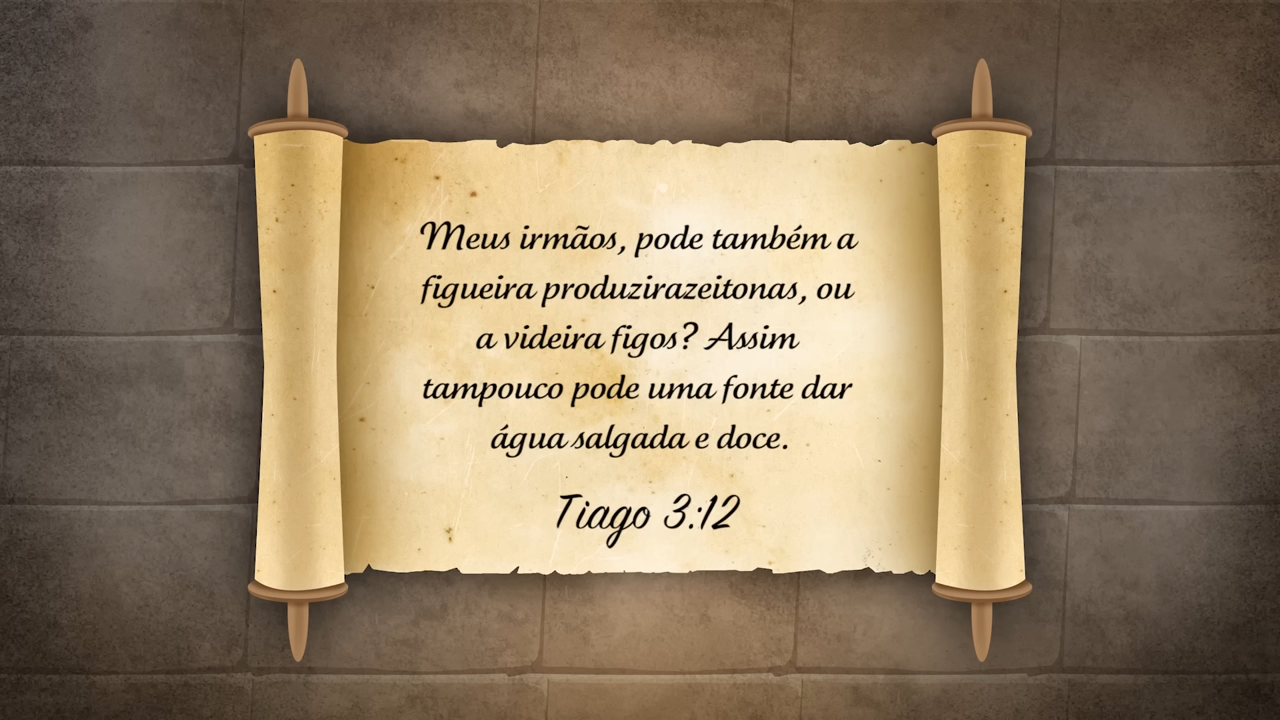 Meus irmãos, pode também a
figueira produzirazeitonas, ou
a videira figos? Assim
tampouco pode uma fonte dar
água salgada e doce.
Tiago 3:12